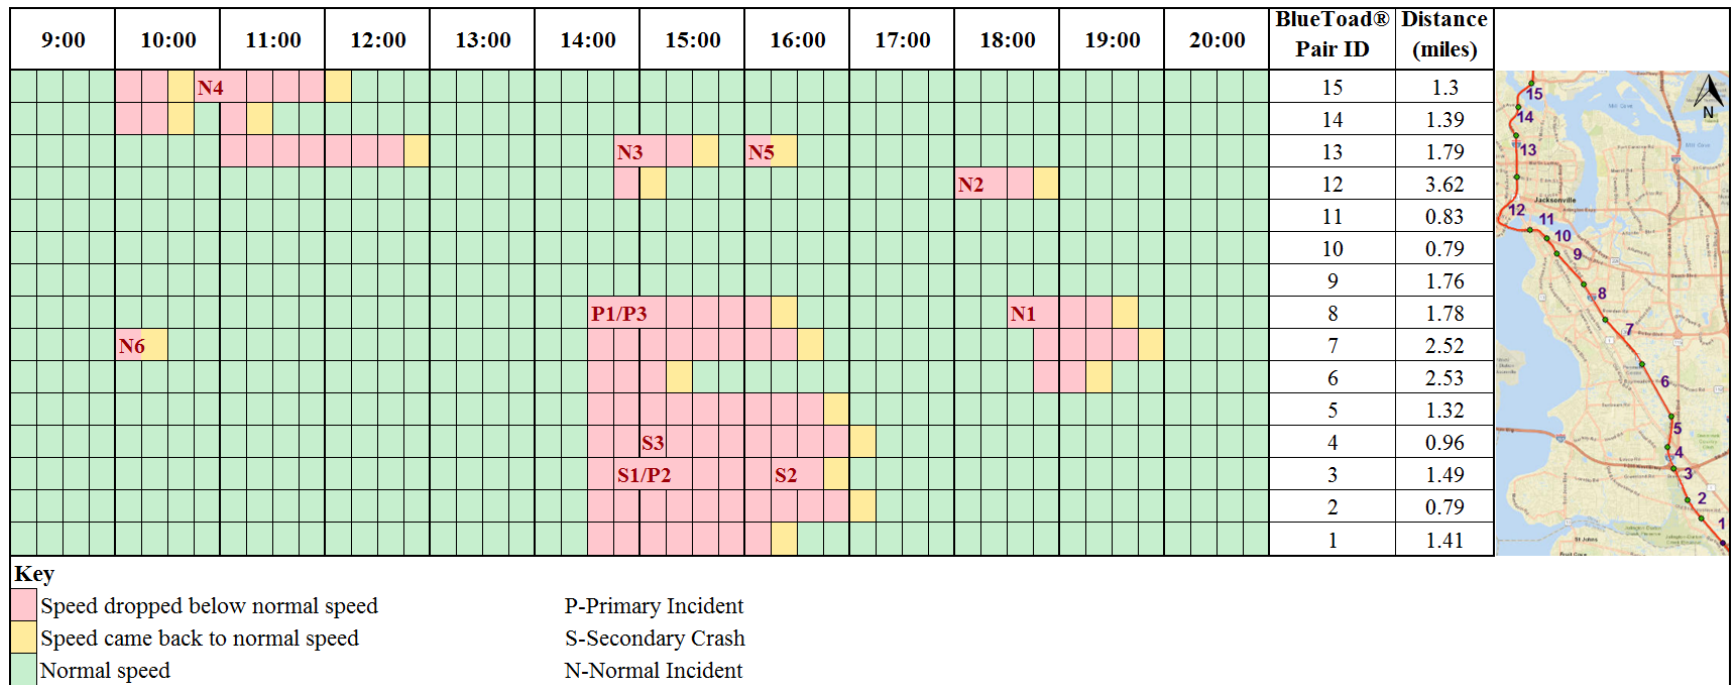 9:00 10:00 11:00 12:00 13:00 14:00 15:00 16:00 17:00 18:00 19:00 20:00 BlueToad® Pair ID Distance (miles)
N4 15 1.3
14 1.39
N3 N5 13 1.79
N2 12 3.62
11 0.83
10 0.79
9 1.76
P1/P3 N1 8 1.78
N6 7 2.52
6 2.53
5 1.32
S3 4 0.96
S1/P2 S2 3 1.49
2 0.79
1 1.41
N
15
14
13
Jacksonville
12
11
10
9
8
7
6
5
4
3
2
1
St Johns
Key
Speed dropped below normal speed P-Primary Incident
Speed came back to normal speed S-Secondary Crash
Normal speed N-Normal Incident